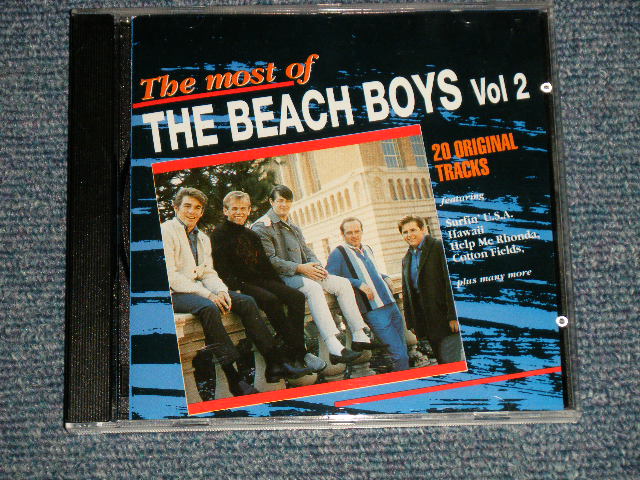 The most of
THE BEACH BOYS Vol 2
20 ORIGINAL
TRACKS
featuring
Surfin' U.S.A.
Hawaii
Help Me Rhonda,
Cotton Fields,
plus many more